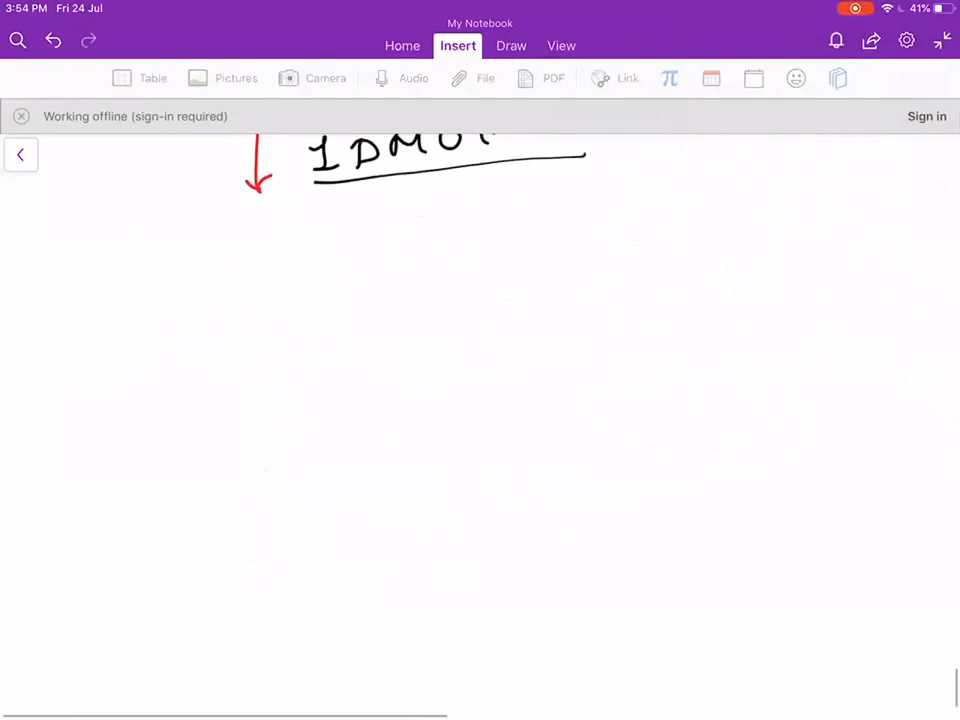 3:54 PM Fri 24 Jul 41%
My Notebook
Home Insert Draw View
Table Pictures Camera Audio File PDF Link
Working offline (sign-in required) Sign in